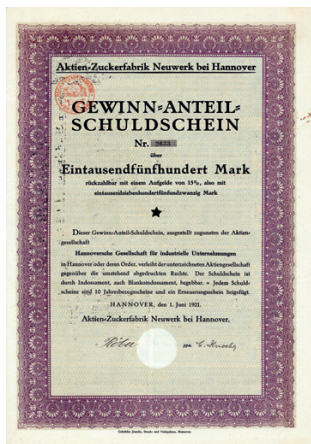 Aktien-Zuckerfabrik Neuwerk bei Hannover
GEWINN=ANTEIL=
SCHULDSCHEIN
Nr.
über
Eintausendfünfhundert Mark
rückzahlbar mit einem Aufgelde von 15%, also mit
eintausendsiebenhundertfünfundzwanzig Mark
Dieser Gewinn-Anteil-Schuldschein, ausgestellt zugunsten der Aktien-
gesellschaft
Hannoversche Gesellschaft für industrielle Unternehmungen
in Hannover oder deren Order, verleiht der unterzeichneten Aktiengesellschaft
gegenüber die umstehend abgedruckten Rechte. Der Schuldschein ist
durch Indossament, auch Blankoindossament, begebbar. Jedem Schuld-
scheine sind 10 Jahresbezugsscheine und ein Erneuerungsschein beigefügt.
HANNOVER, den 1. Juni 1921.
Aktien-Zuckerfabrik Neuwerk bei Hannover.
ppa.